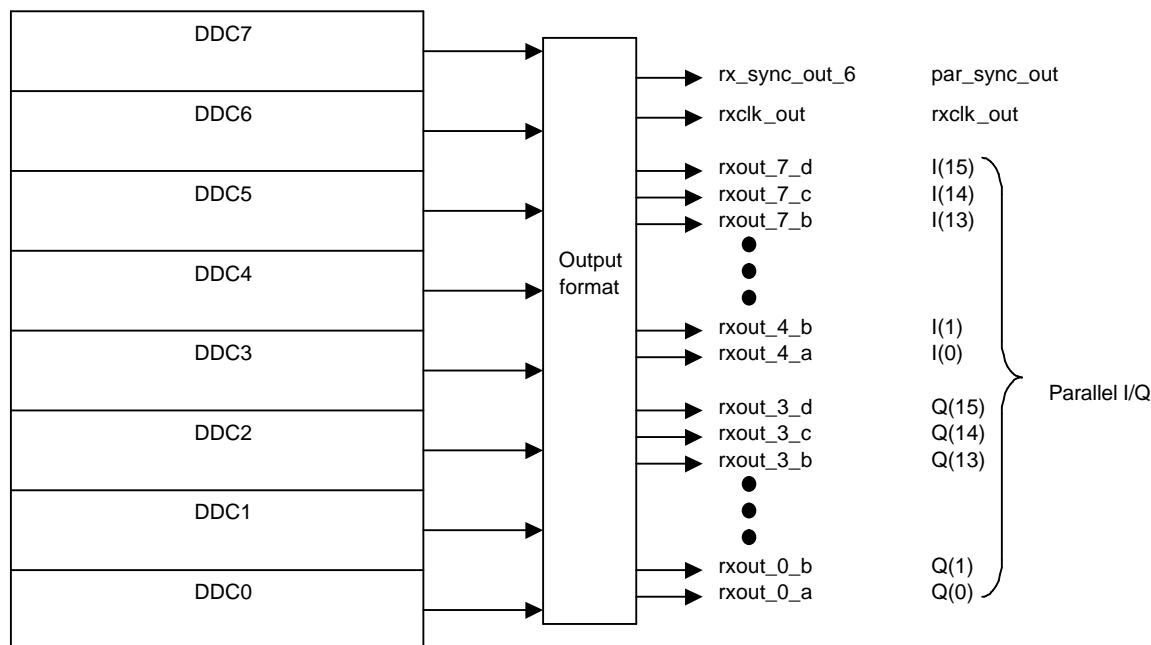 DDC7
DDC6
DDC5
DDC4
DDC3
DDC2
DDC1
DDC0
Output
format
rx_sync_out_6 par_sync_out
rxclk_out rxclk_out
rxout_7_d I(15)
rxout_7_c I(14)
rxout_7_b I(13)
rxout_4_b I(1)
rxout_4_a I(0)
rxout_3_d Q(15)
rxout_3_c Q(14)
rxout_3_b Q(13)
rxout_0_b Q(1)
rxout_0_a Q(0)
Parallel I/Q